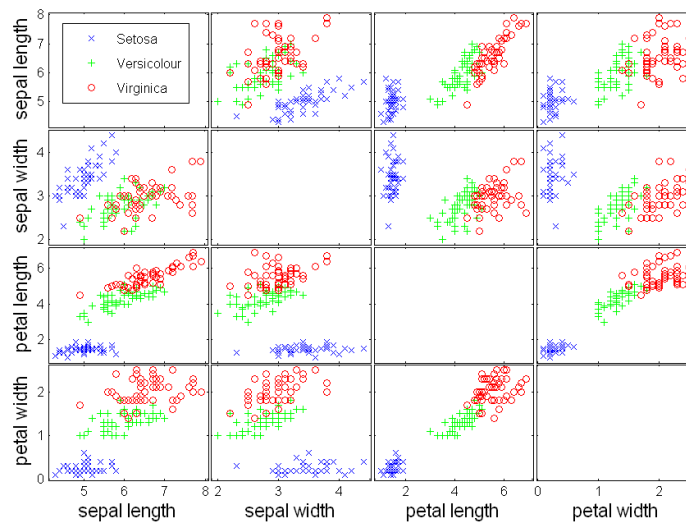 8
7
6
5
sepal length
Setosa
Versicolour
Virginica
4
3
2
sepal width
6
4
2
petal length
2
1
0
petal width
5 6 7 8 2 3 4 2 4 6 0 1 2
sepal length sepal width petal length petal width